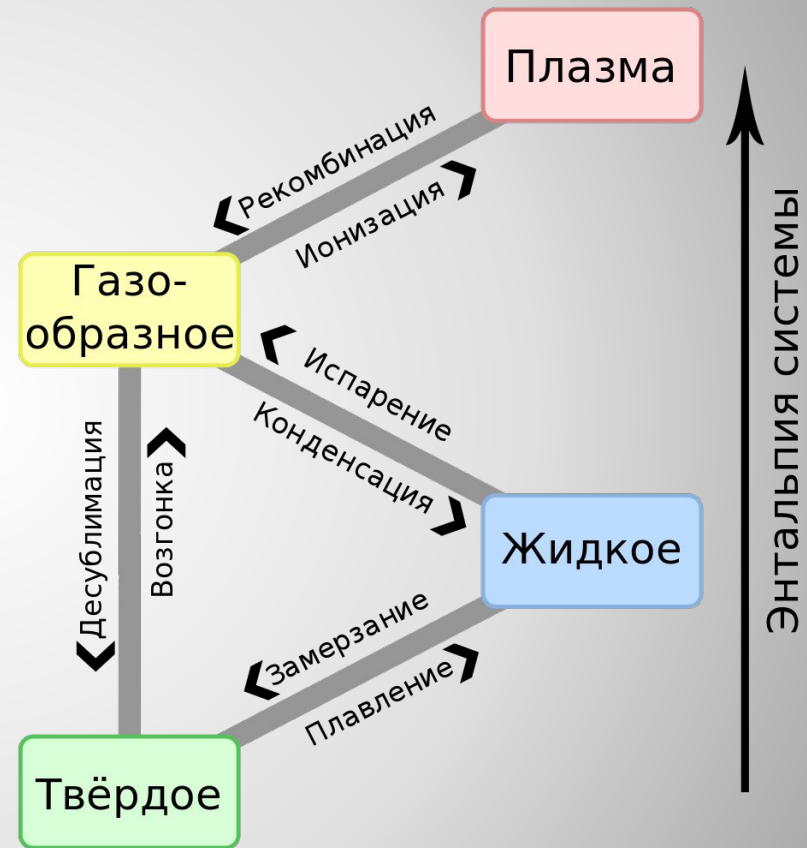 Плазма
Рекомбинация
Ионизация
Газо-
образное
Испарение
Конденсация
Десублимация
Возгонка
Жидкое
Замерзание
Плавление
Твёрдое
Энтальпия системы